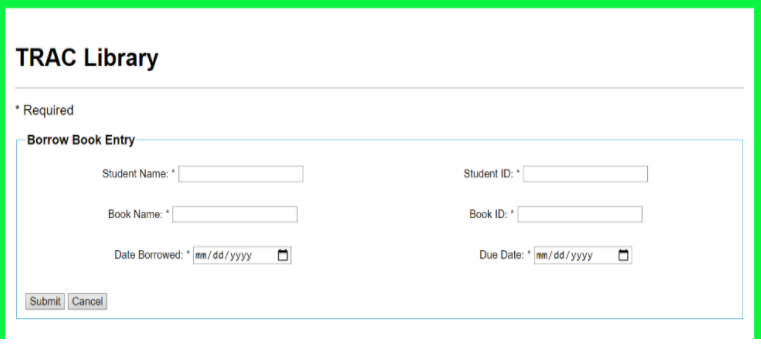 TRAC Library
* Required
Borrow Book Entry
Student Name: * Student ID: *
Book Name: * Book ID: *
Date Borrowed: * mm/dd/yyyy Due Date: * mm/dd/yyyy
Submit Cancel